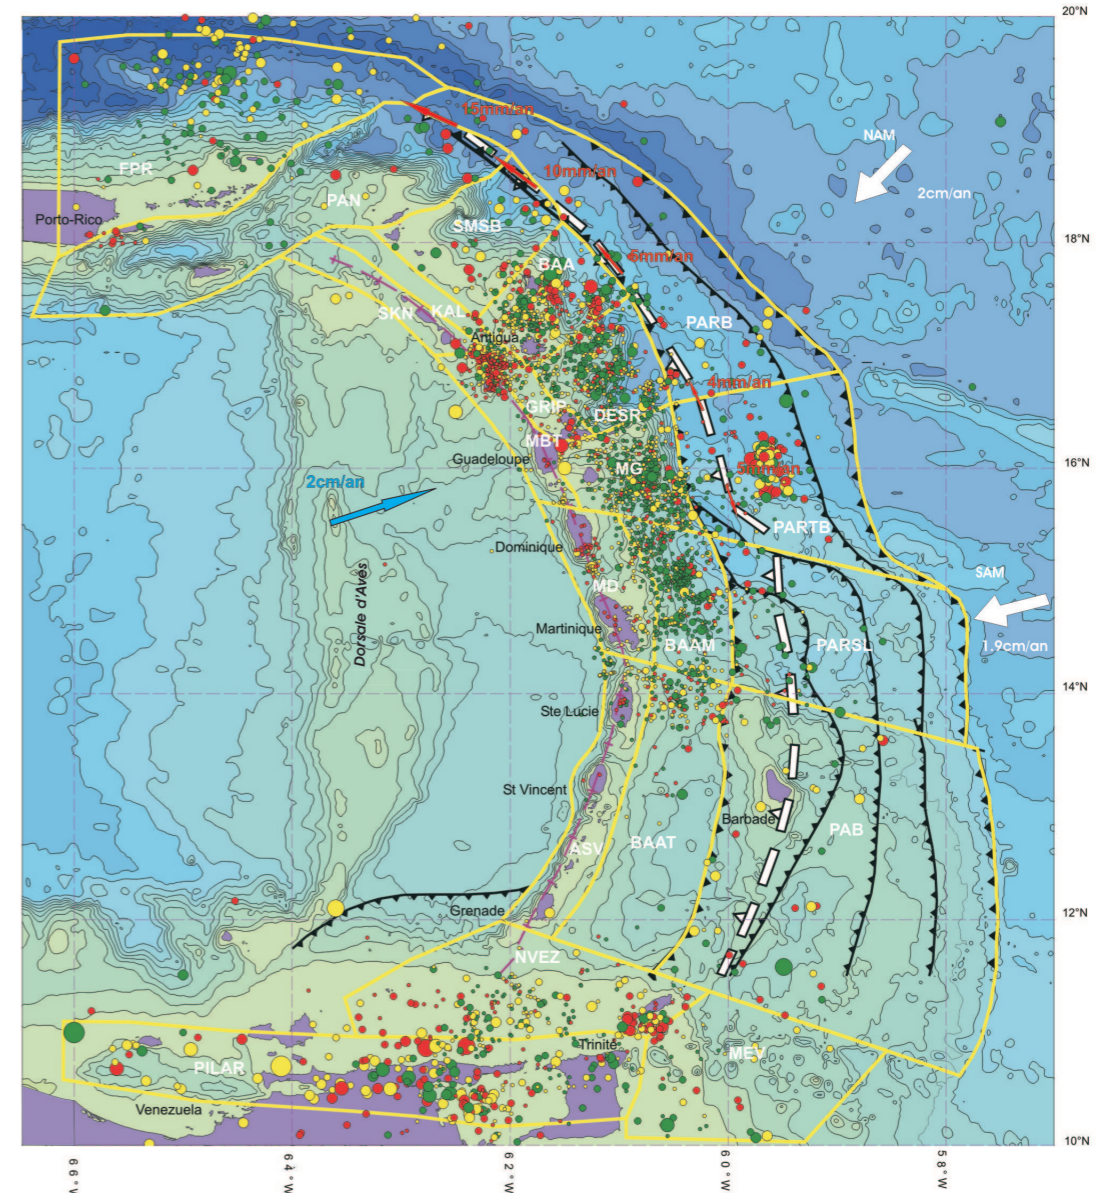 20°N
15mm/an
NAM
FPR
10mm/an
PAN
2cm/an
Porto-Rico
SMSB
18°N
6mm/an
BAA
SKN
KAL
PARB
Antigua
4mm/an
GRIP
DESR
MBT
Guadeloupe
MG
5mm/an
16°N
2cm/an
PARTB
Dominique
SAM
MD
Dorsale d'Avès
Martinique
BAAM
PARSL
1.9cm/an
14°N
Ste Lucie
St Vincent
Barbade
PAB
ASV
BAAT
Grenade
12°N
NVEZ
Trinité
MEV
PILAR
Venezuela
10°N
66°W
64°W
62°W
60°W
58°W